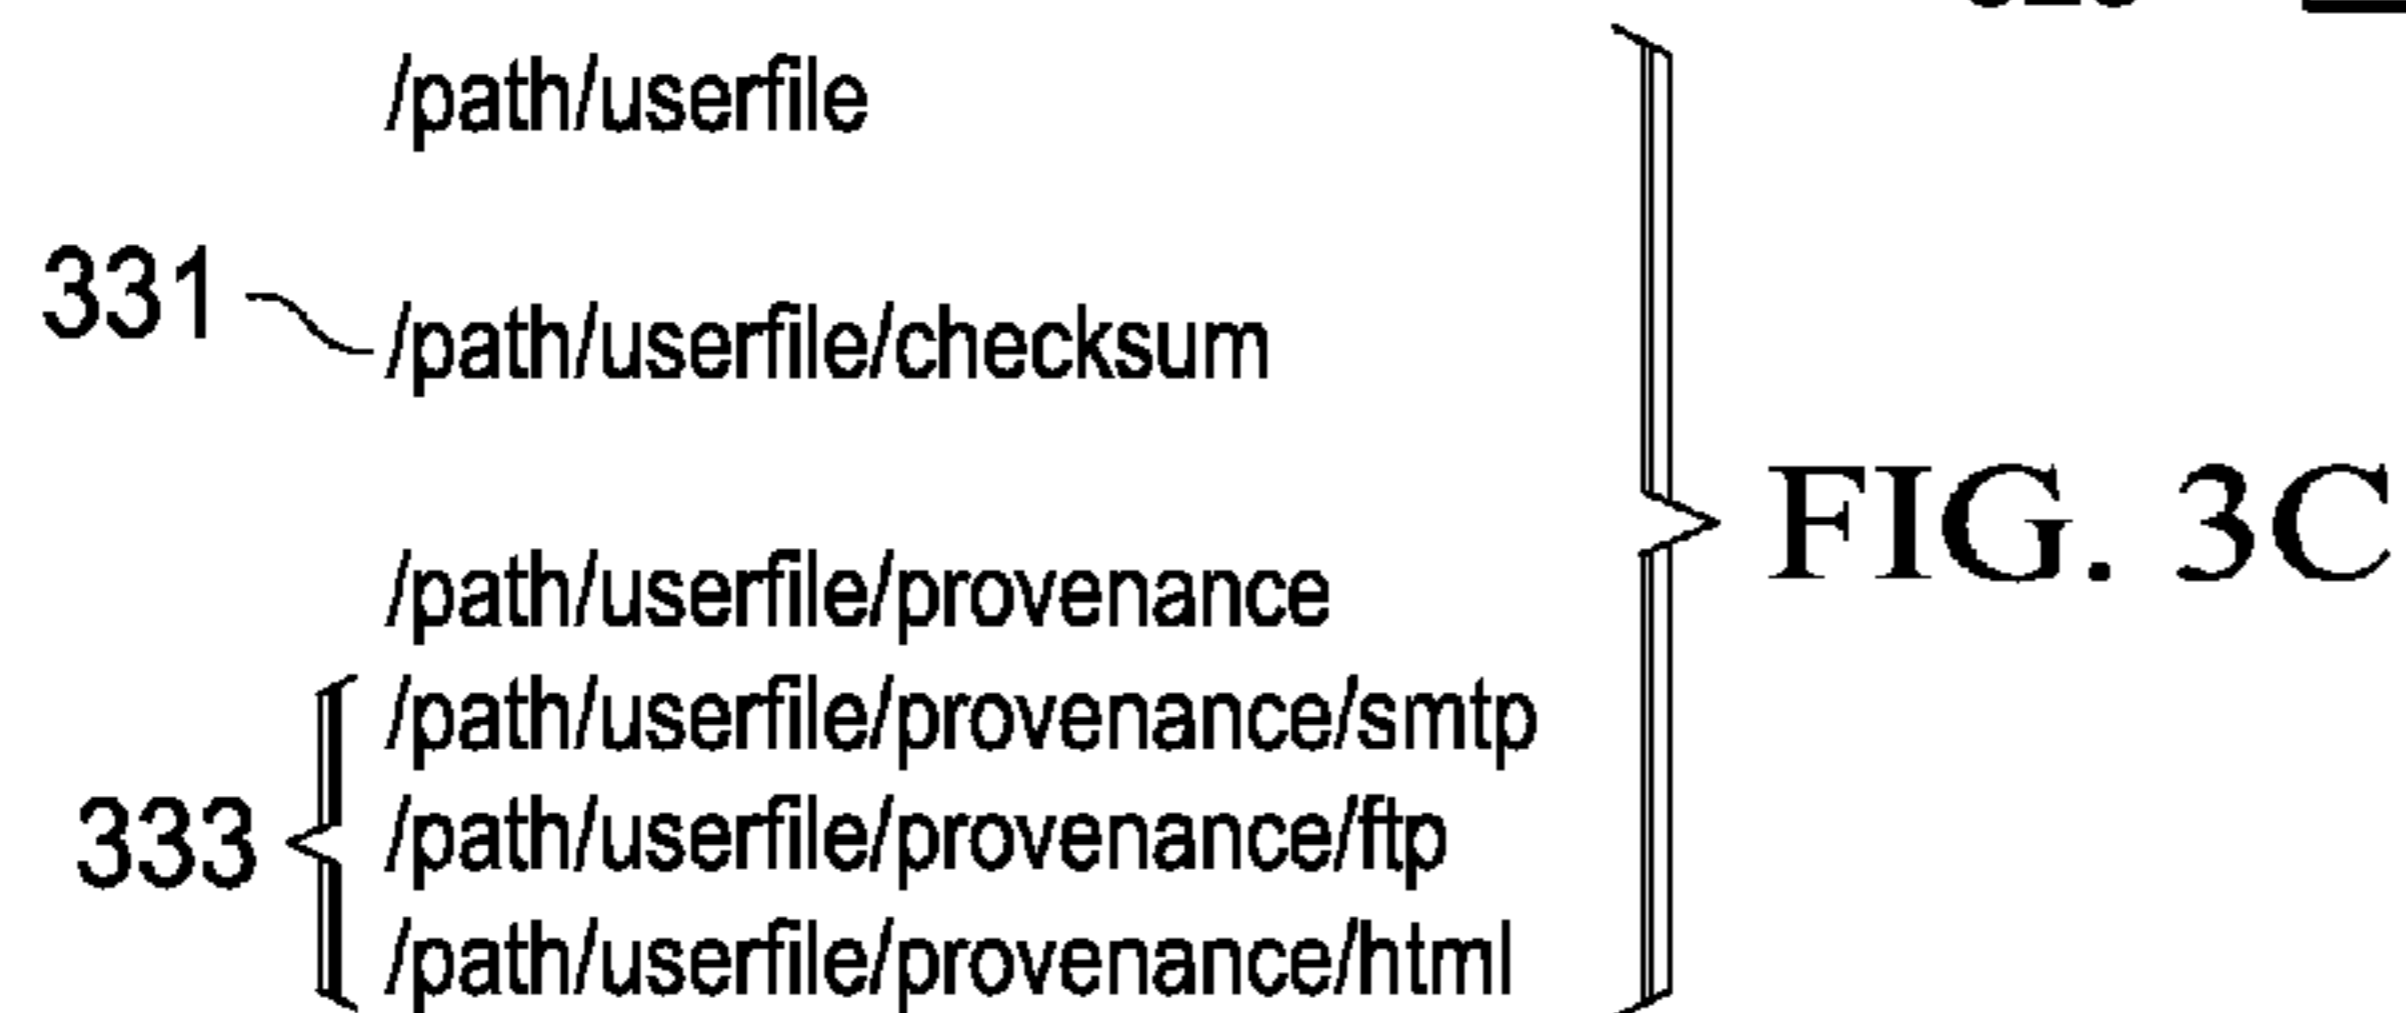 /path/userfile
331 /path/userfile/checksum
FIG. 3C
/path/userfile/provenance
/path/userfile/provenance/smtp
333 /path/userfile/provenance/ftp
/path/userfile/provenance/html